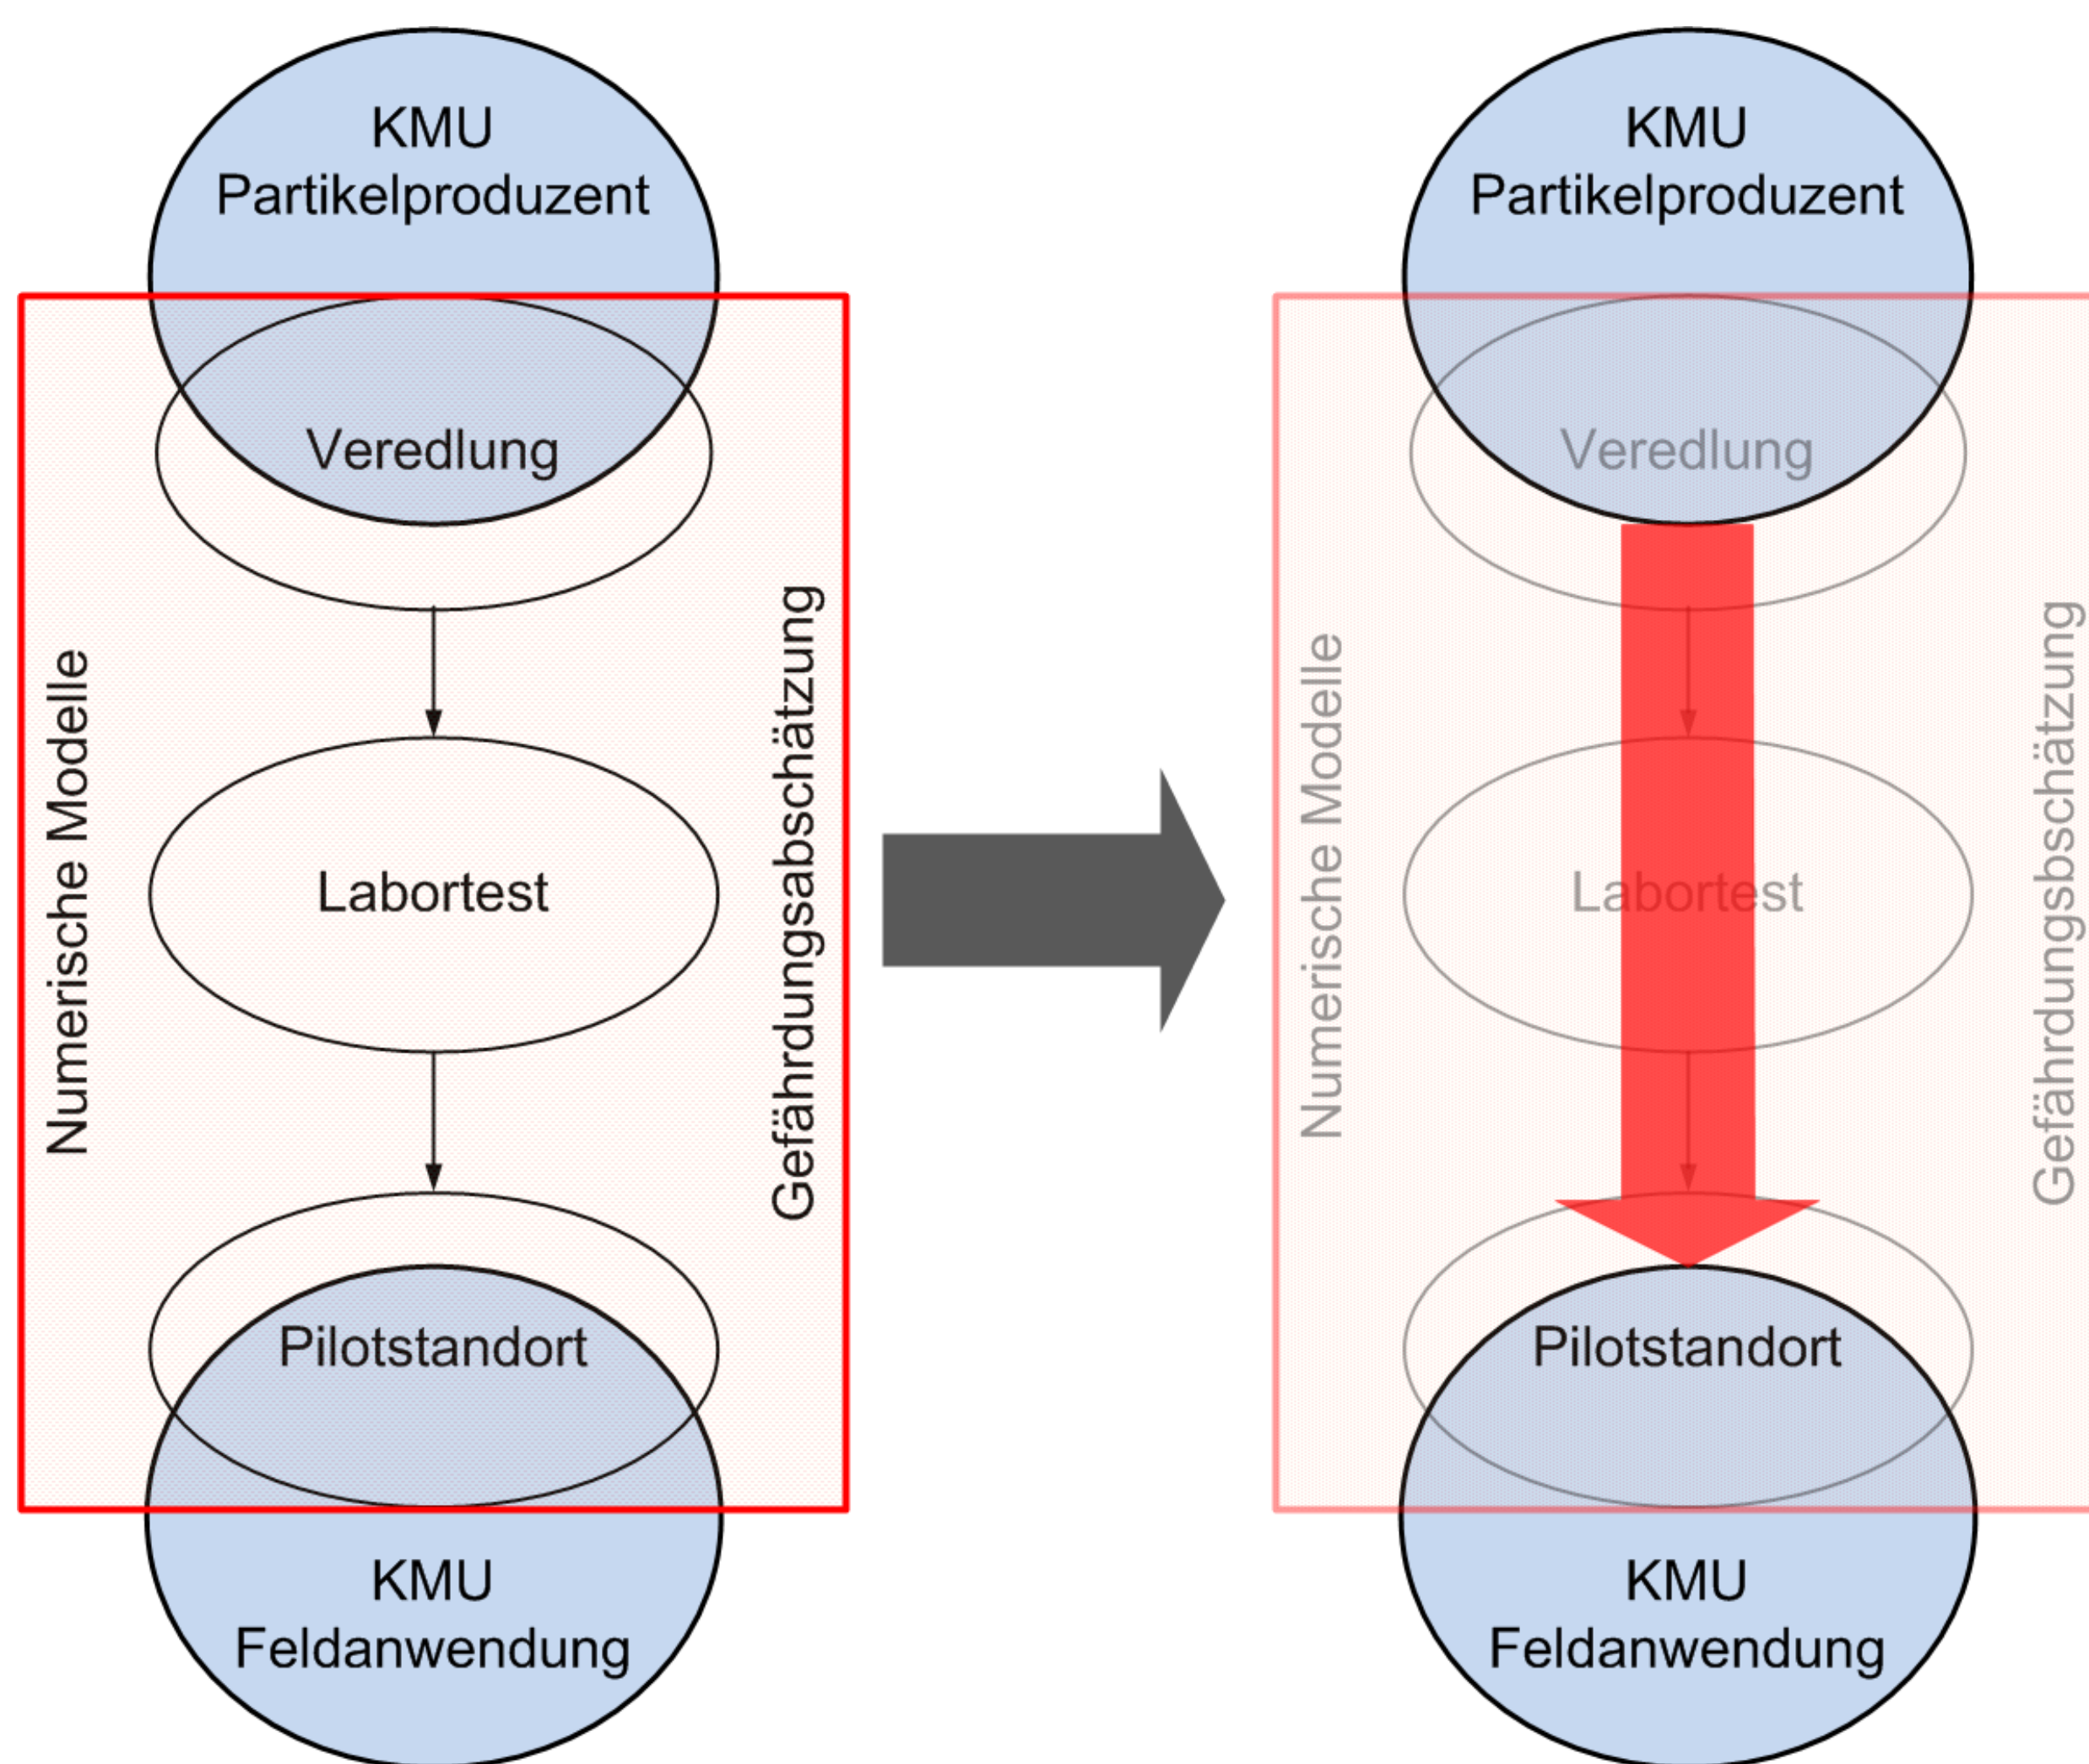 KMU
Partikelproduzent
Veredlung
Numerische Modelle
Gefährdungsabschätzung
Labortest
Pilotstandort
KMU
Feldanwendung
KMU
Partikelproduzent
Veredlung
Numerische Modelle
Gefährdungsbschätzung
Labortest
Pilotstandort
KMU
Feldanwendung